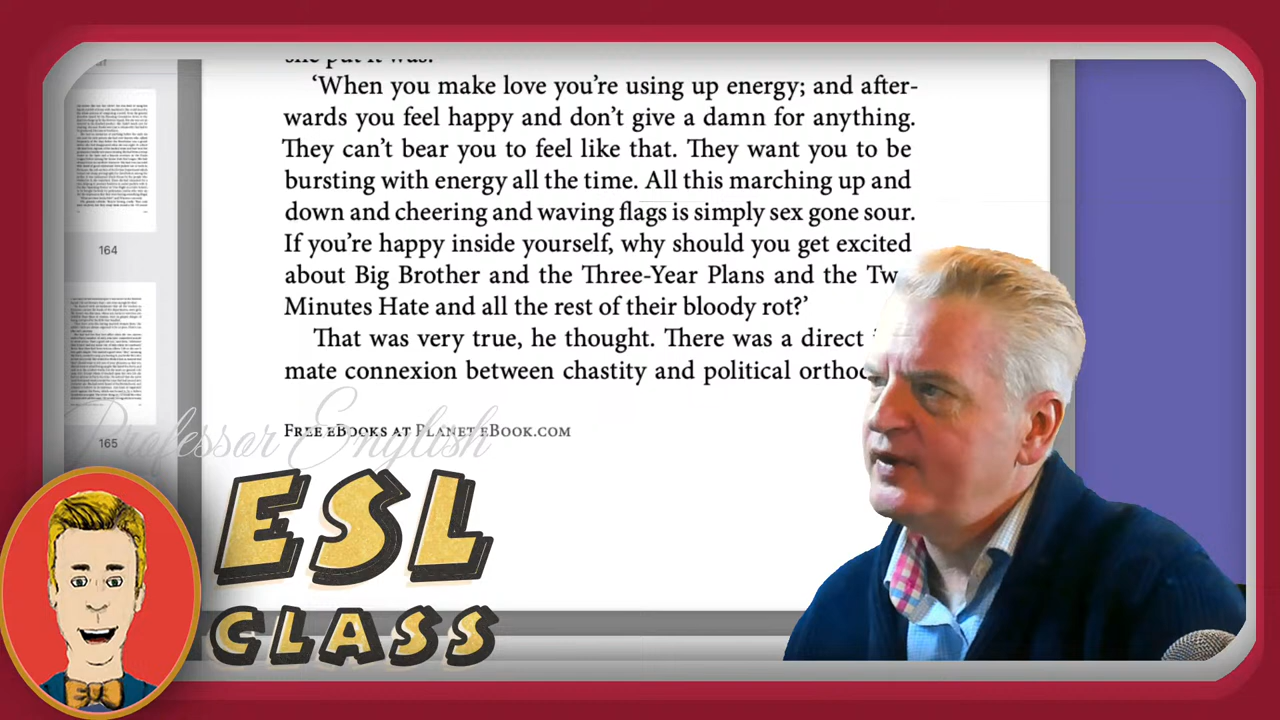 she put it was:
‘When you make love you’re using up energy; and after-
wards you feel happy and don’t give a damn for anything.
They can’t bear you to feel like that. They want you to be
bursting with energy all the time. All this marching up and
down and cheering and waving flags is simply sex gone sour.
If you’re happy inside yourself, why should you get excited
about Big Brother and the Three-Year Plans and the Tw
Minutes Hate and all the rest of their bloody rot?’
That was very true, he thought. There was a direct
mate connexion between chastity and political orthod
Free eBooks at Planet eBook.com
164
165
Professor English
ESL
CLASS